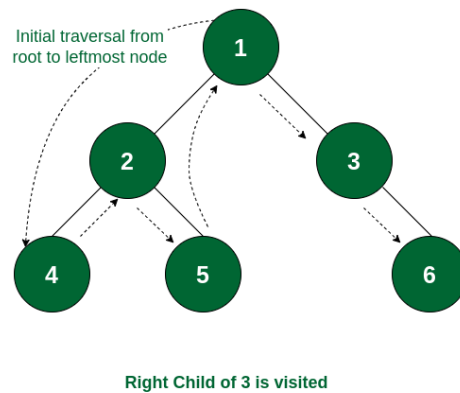 Initial traversal from
root to leftmost node
1
2
3
4
5
6
Right Child of 3 is visited